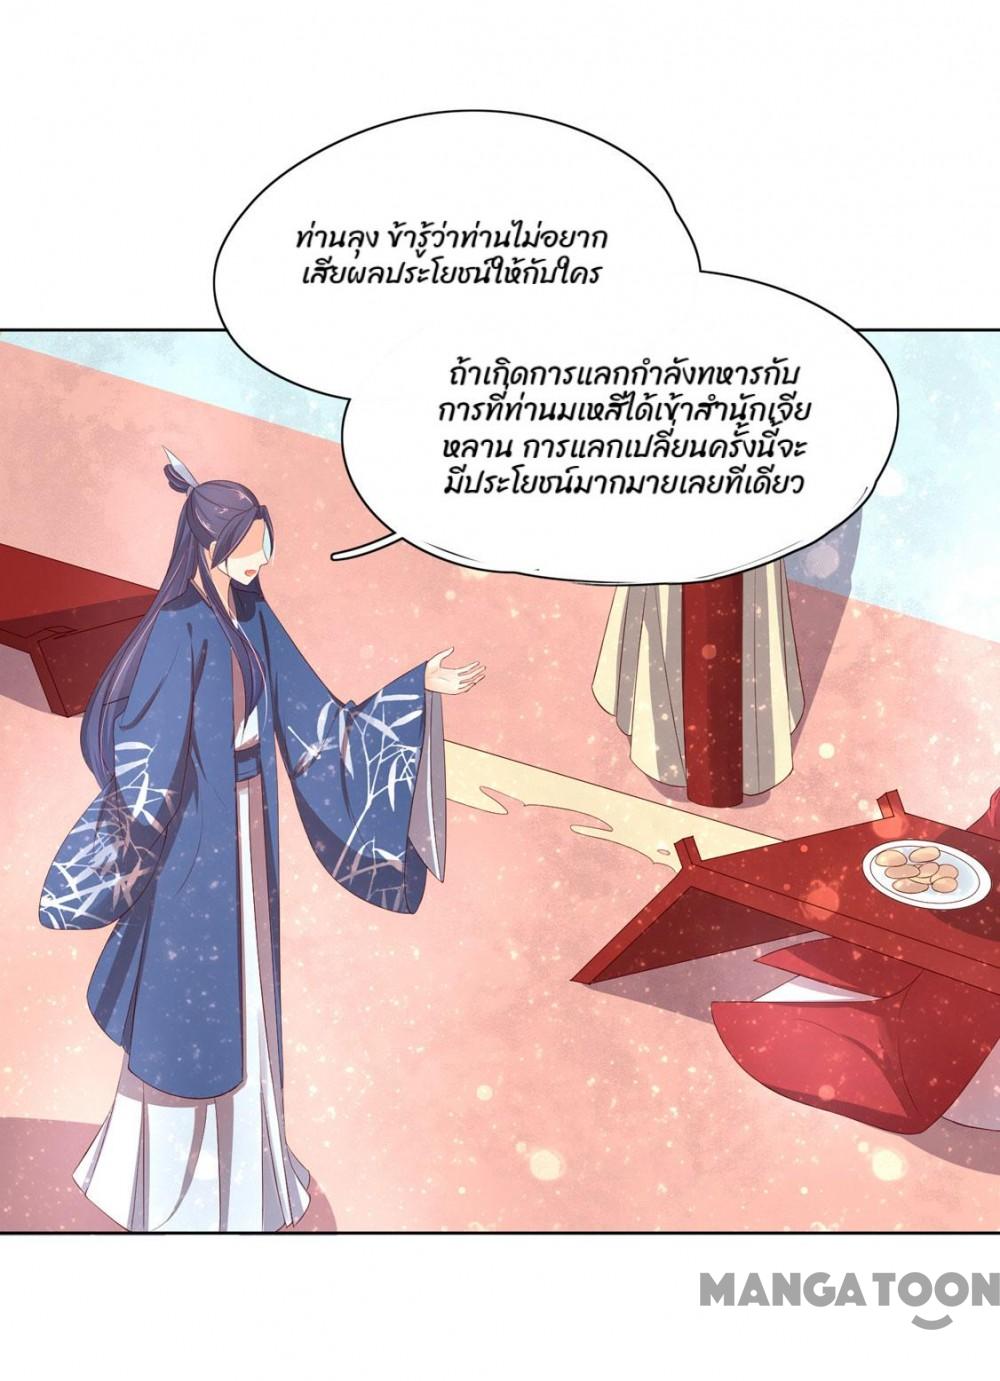 ท่านลุง ข้ารู้ว่าท่านไม่อยาก
เสียผลประโยชน์ให้กับใคร
ถ้าเกิดการแลกกำลังทหารกับ
การที่ท่านมเหสีได้เข้าสำนักเจีย
หลาน การแลกเปลี่ยนครั้งนี้จะ
มีประโยชน์มากมายเลยทีเดียว
MANGATOON